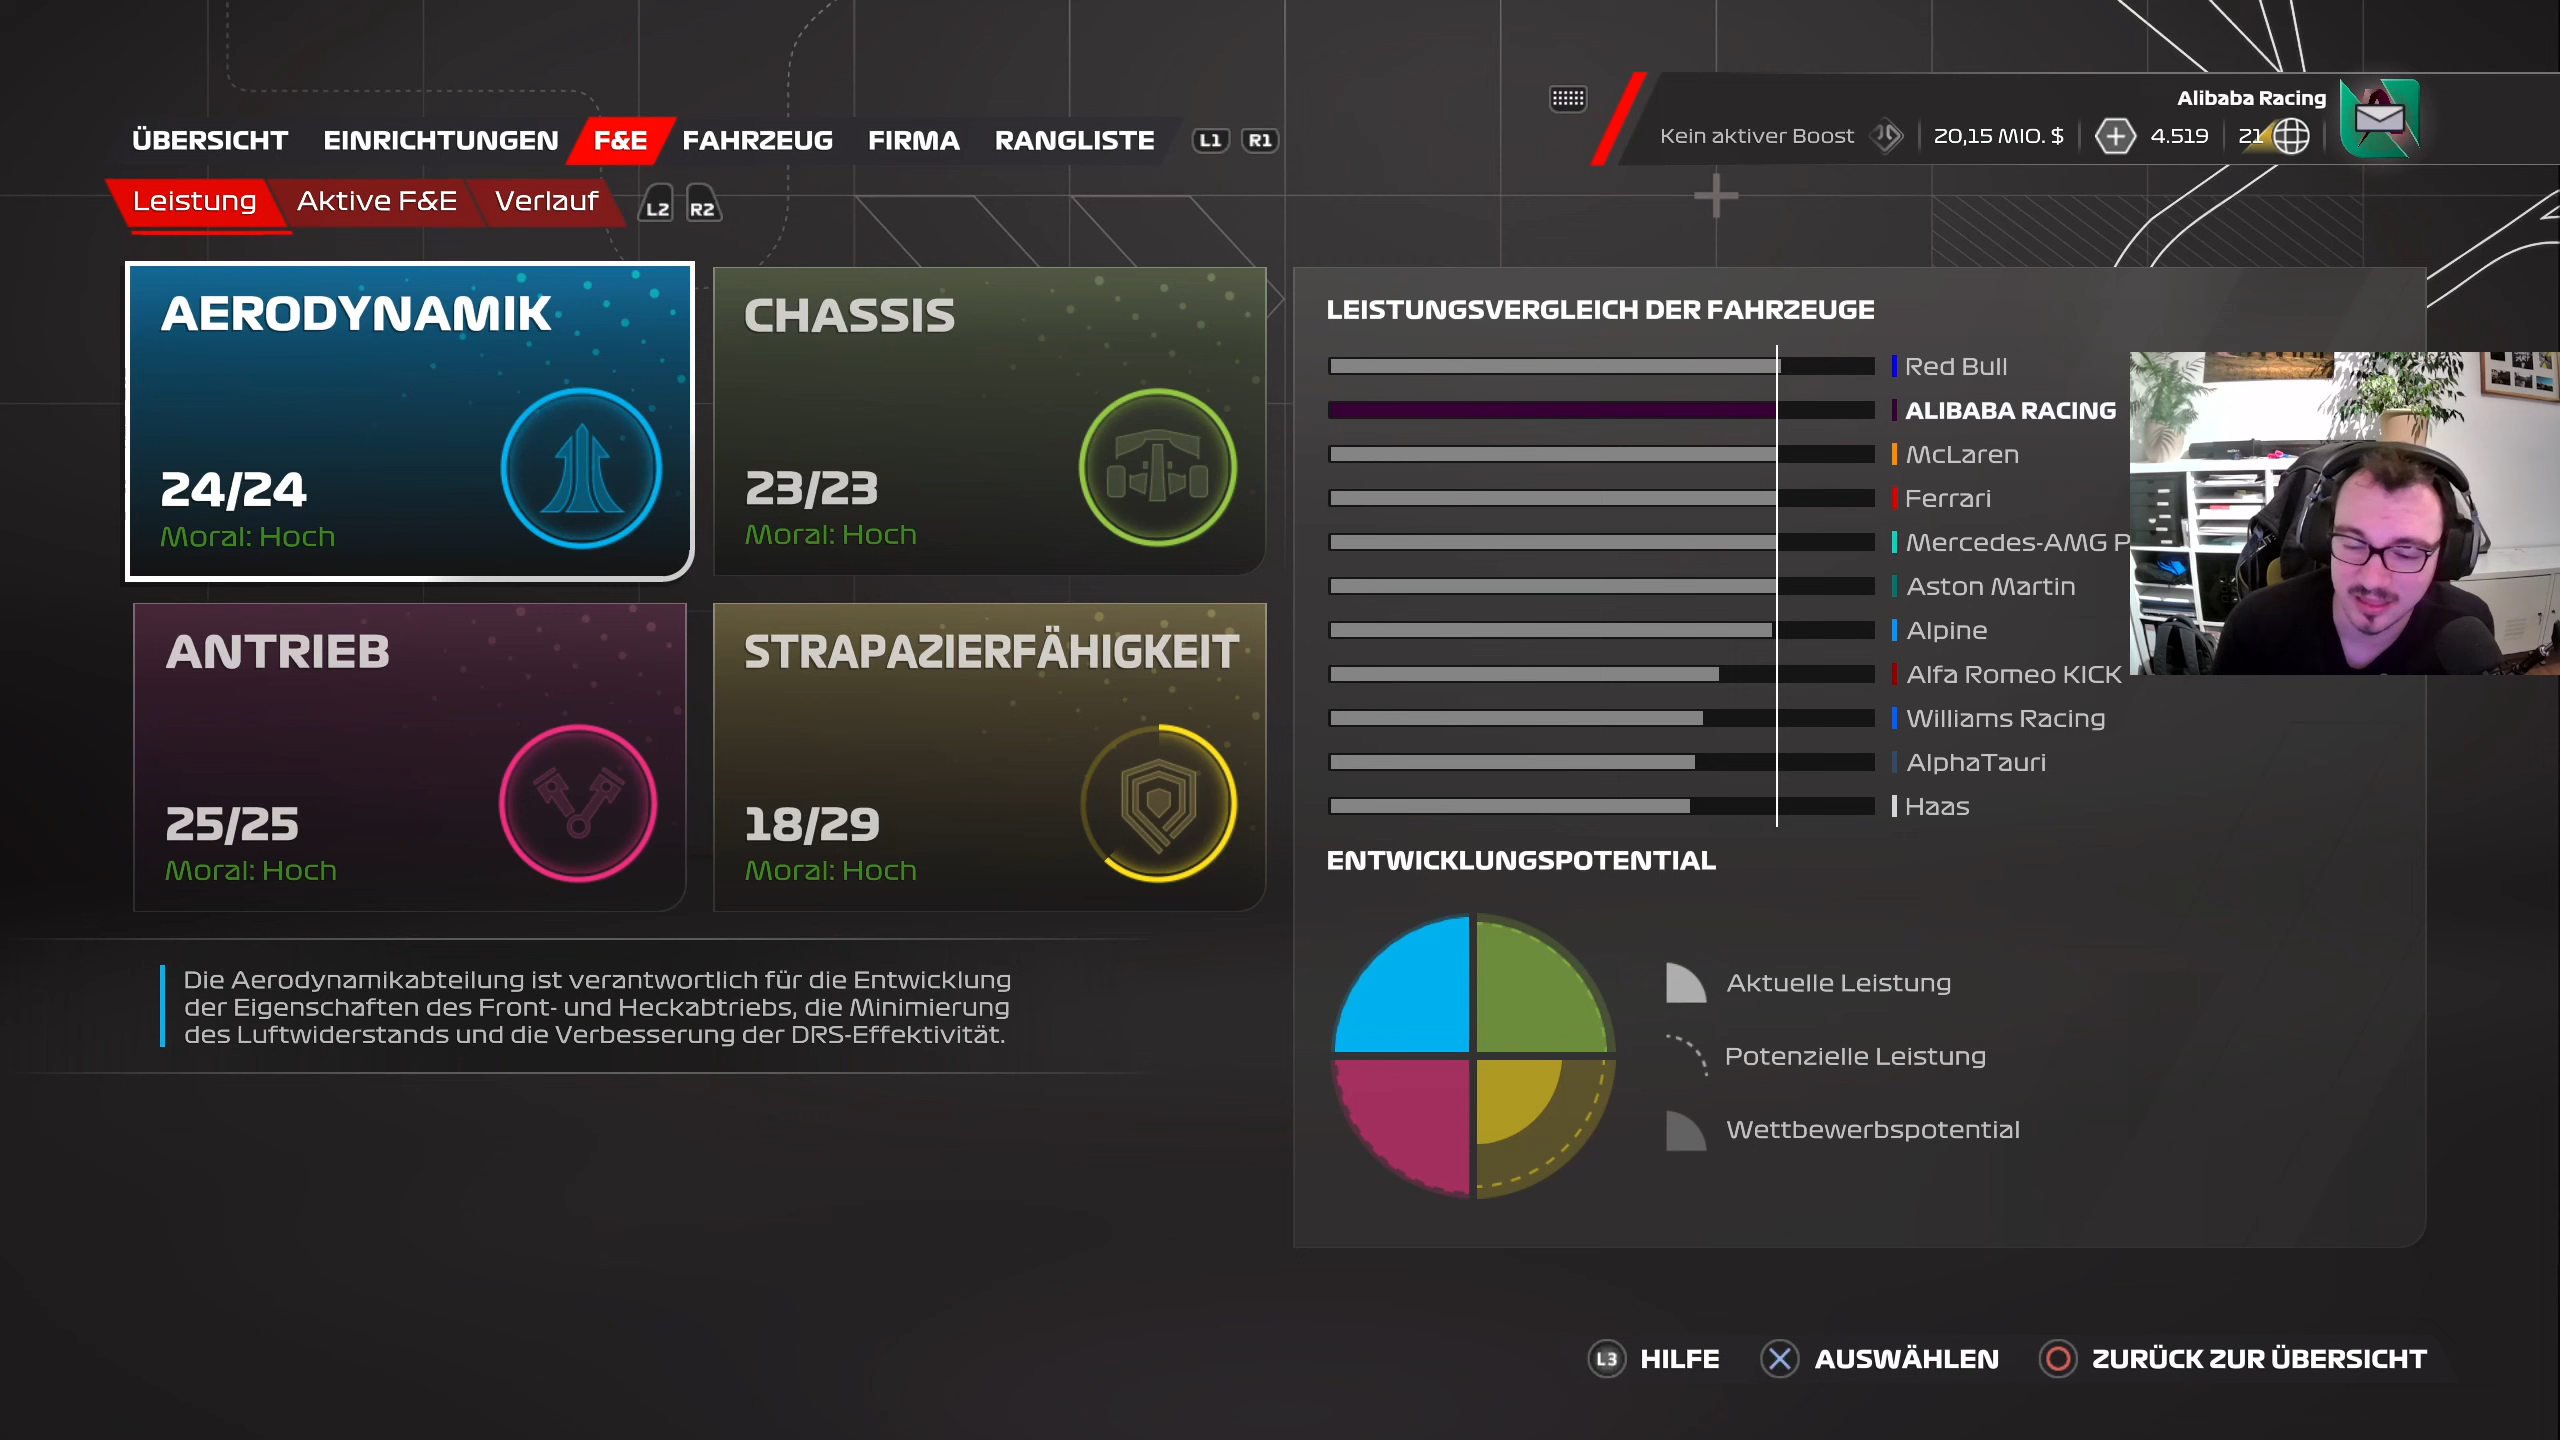 Alibaba Racing
ÜBERSICHT EINRICHTUNGEN F&E FAHRZEUG FIRMA RANGLISTE L1 R1
Kein aktiver Boost 20,15 MIO. $ 4.519 21
Leistung Aktive F&E Verlauf L2 R2
AERODYNAMIK
24/24
Moral: Hoch
CHASSIS
23/23
Moral: Hoch
ANTRIEB
25/25
Moral: Hoch
STRAPAZIERFÄHIGKEIT
18/29
Moral: Hoch
Die Aerodynamikabteilung ist verantwortlich für die Entwicklung
der Eigenschaften des Front- und Heckabtriebs, die Minimierung
des Luftwiderstands und die Verbesserung der DRS-Effektivität.
LEISTUNGSVERGLEICH DER FAHRZEUGE
Red Bull
ALIBABA RACING
McLaren
Ferrari
Mercedes-AMG P
Aston Martin
Alpine
Alfa Romeo KICK
Williams Racing
AlphaTauri
Haas
ENTWICKLUNGSPOTENTIAL
Aktuelle Leistung
Potenzielle Leistung
Wettbewerbspotential
L3 HILFE AUSWÄHLEN ZURÜCK ZUR ÜBERSICHT